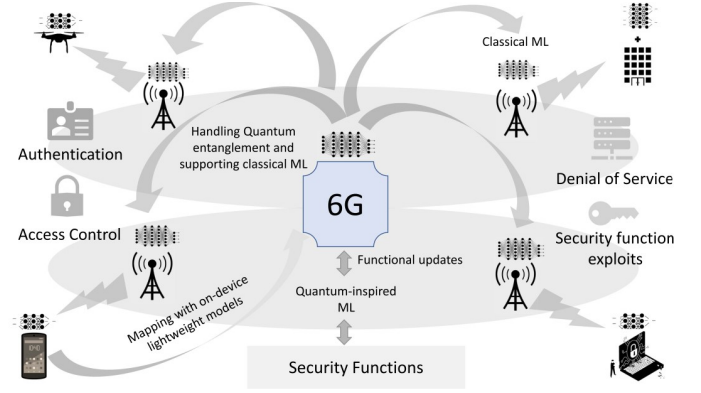 Classical ML
+
Handling Quantum
entanglement and
supporting classical ML
Authentication
Denial of Service
6G
Access Control
Security function
exploits
Functional updates
Mapping with on-device
lightweight models
Quantum-inspired
ML
Security Functions